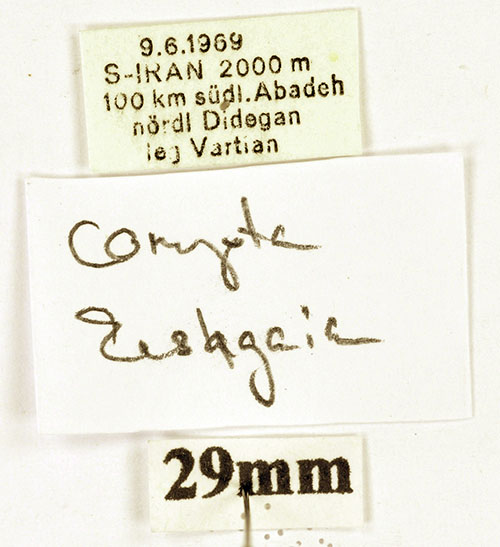 9.6.1969
S-IRAN 2000 m
100 km südl. Abadeh
nördl Didegan
leg Vartian
29mm